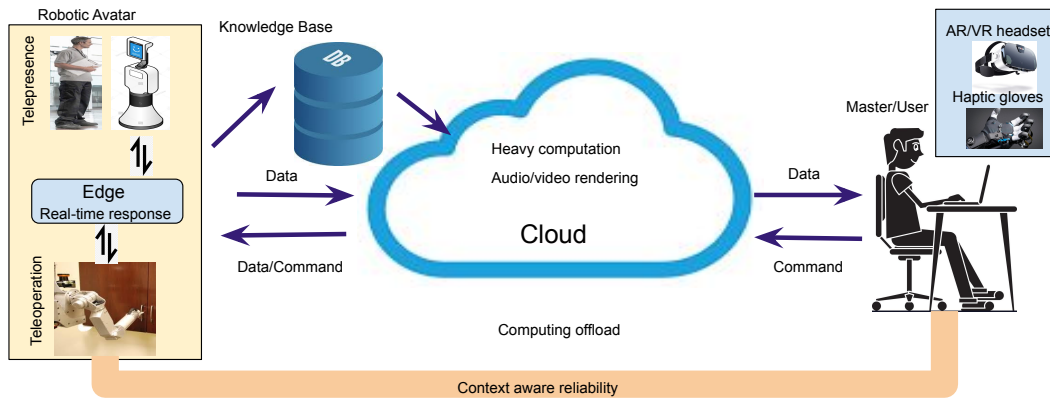 Robotic Avatar
Telepresence
Knowledge Base
DB
AR/VR headset
Haptic gloves
Master/User
Heavy computation
Audio/video rendering
Cloud
Data
Data
Edge
Real-time response
Data/Command
Command
Teleoperation
Computing offload
Context aware reliability